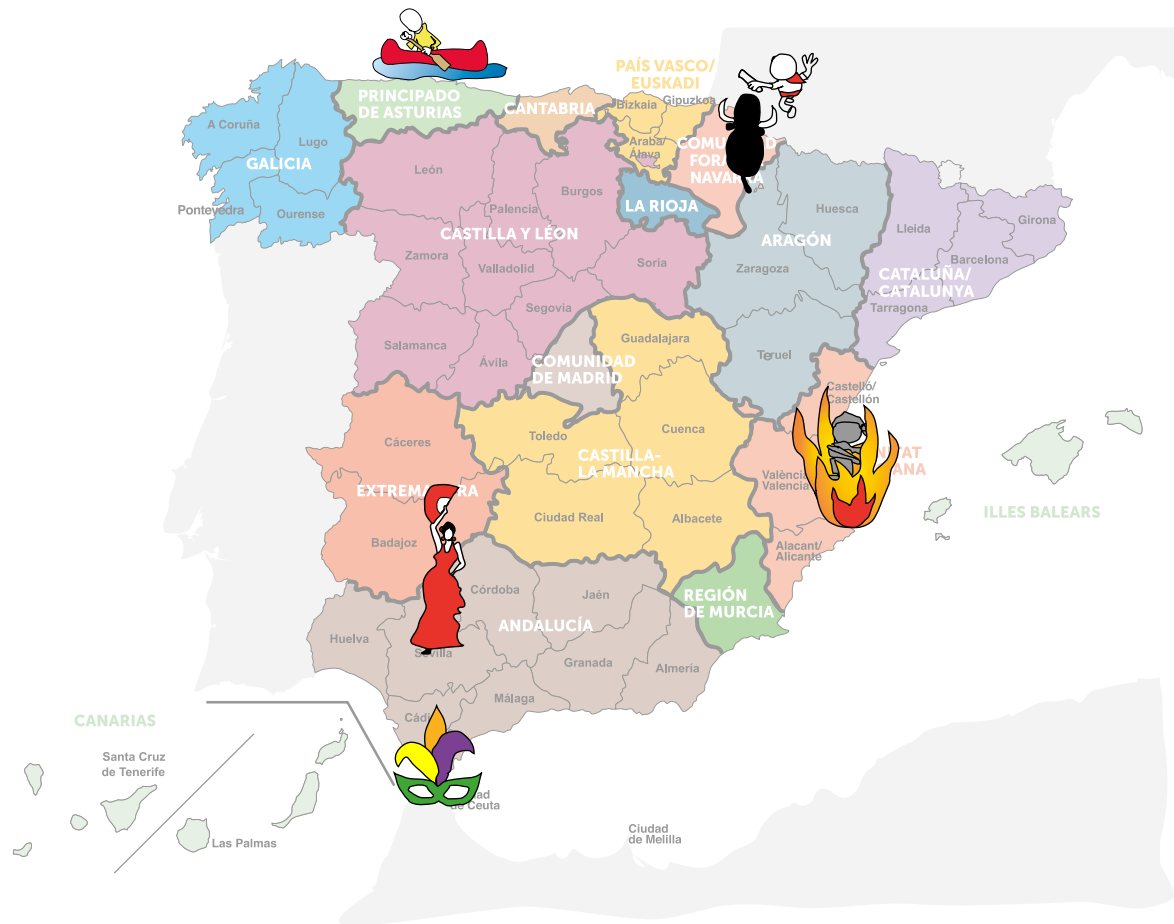 PAÍS VASCO/
EUSKADI
Bizkaia
Gipuzkoa
PRINCIPADO
DE ASTURIAS
CANTABRIA
A Coruña
Lugo
GALICIA
Pontevedra
Ourense
Araba/
Álava
NAVARRA
León
Burgos
Palencia
LA RIOJA
CASTILLA Y LÉON
Zamora
Valladolid
Soria
Segovia
Salamanca
Ávila
Huesca
ARAGÓN
Zaragoza
Teruel
Lleida
Girona
Barcelona
CATALUÑA/
CATALUNYA
Tarragona
Guadalajara
COMUNIDAD
DE MADRID
Castelló/
Castellón
Cáceres
Toledo
Cuenca
CASTILLA-
LA MANCHA
Ciudad Real
Albacete
Badajoz
Valencia
Alacant/
Alicante
ILLES BALEARS
Córdoba
Jaén
REGIÓN
DE MURCIA
ANDALUCÍA
Huelva
Sevilla
Granada
Almería
Málaga
CANARIAS
Santa Cruz
de Tenerife
Las Palmas
de Ceuta
Ciudad
de Melilla